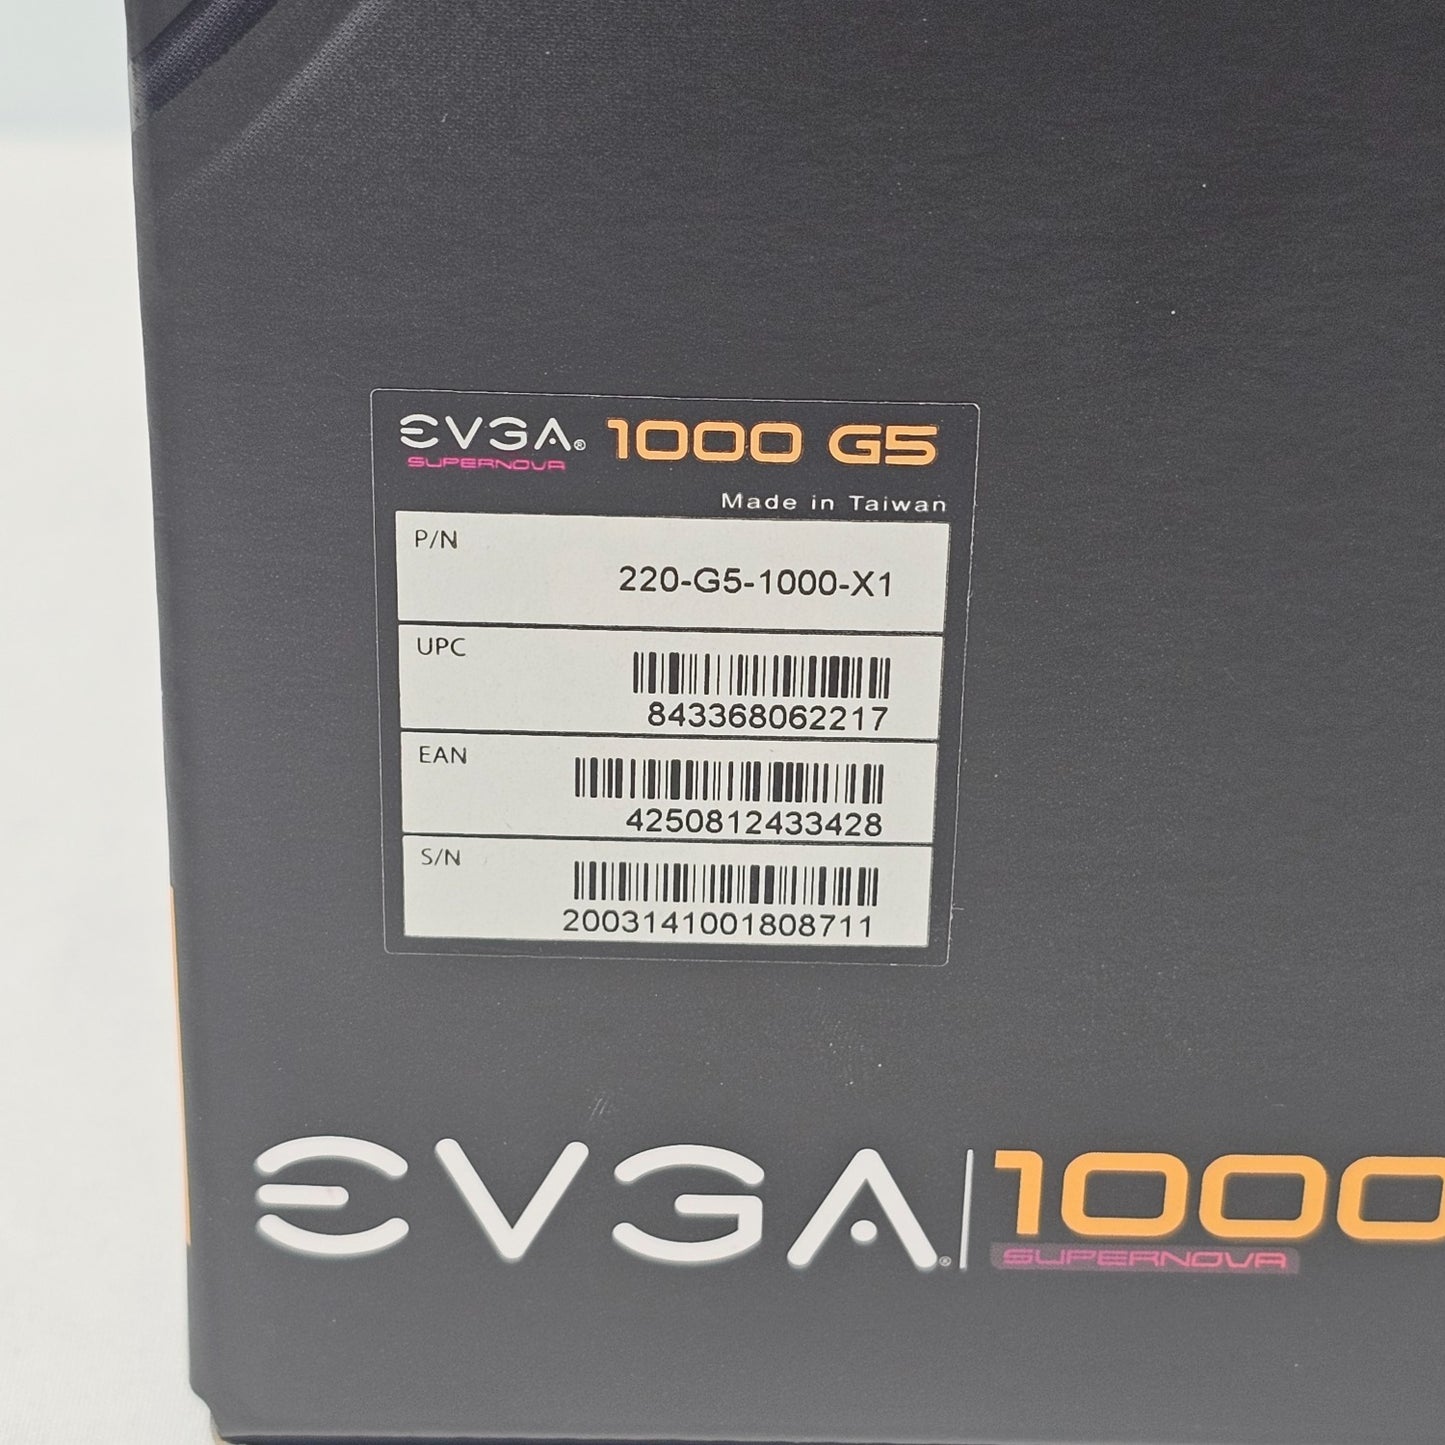 EVGA® 1000 G5
SUPERNOVA
Made in Taiwan
P/N
220-G5-1000-X1
UPC
843368062217
EAN
4250812433428
S/N
2003141001808711
EVGA® 1000
SUPERNOVA